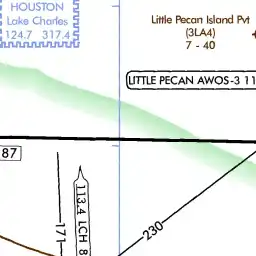 HOUSTON
Lake Charles
124.7 317.4
Little Pecan Island Pvt
(3LA4)
7 - 40
LITTLE PECAN AWOS-3 11
87
113.4 LCH 8
171
230